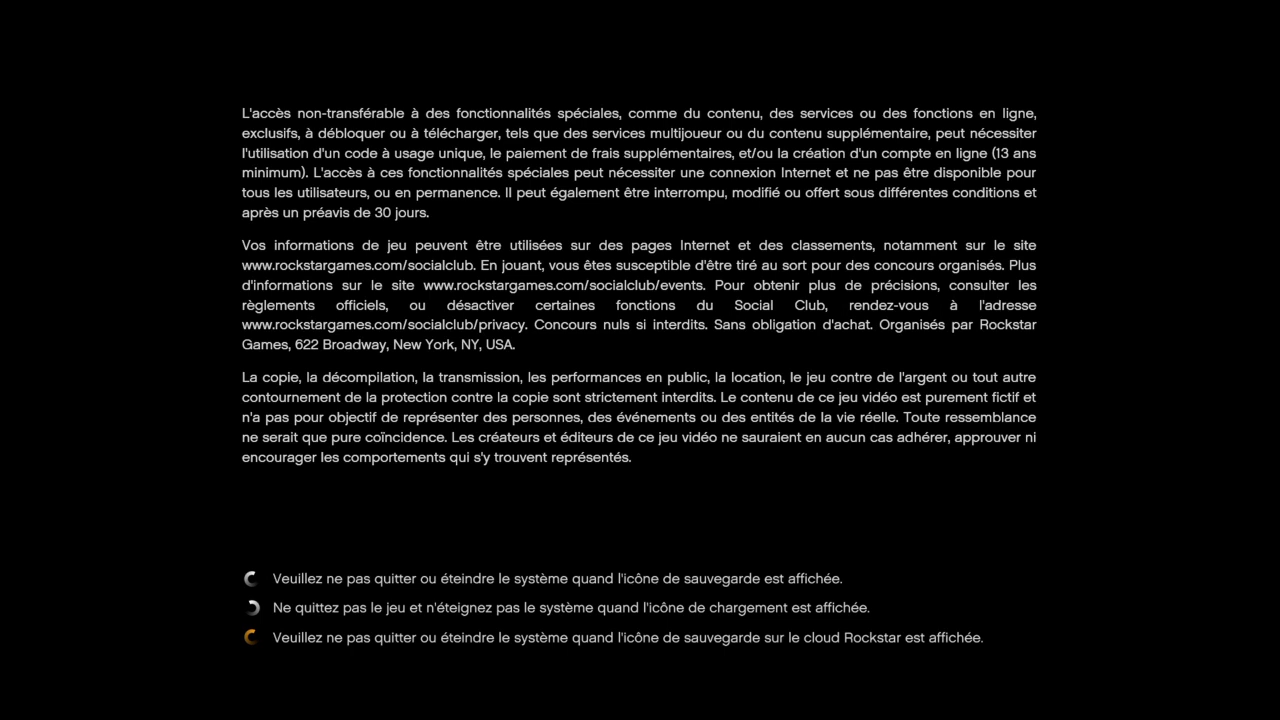 L'accès non-transférable à des fonctionnalités spéciales, comme du contenu, des services ou des fonctions en ligne,
exclusifs, à débloquer ou à télécharger, tels que des services multijoueur ou du contenu supplémentaire, peut nécessiter
l'utilisation d'un code à usage unique, le paiement de frais supplémentaires, et/ou la création d'un compte en ligne (13 ans
minimum). L'accès à ces fonctionnalités spéciales peut nécessiter une connexion Internet et ne pas être disponible pour
tous les utilisateurs, ou en permanence. Il peut également être interrompu, modifié ou offert sous différentes conditions et
après un préavis de 30 jours.
Vos informations de jeu peuvent être utilisées sur des pages Internet et des classements, notamment sur le site
www.rockstargames.com/socialclub. En jouant, vous êtes susceptible d'être tiré au sort pour des concours organisés. Plus
d'informations sur le site www.rockstargames.com/socialclub/events. Pour obtenir plus de précisions, consulter les
règlements officiels, ou désactiver certaines fonctions du Social Club, rendez-vous à l'adresse
www.rockstargames.com/socialclub/privacy. Concours nuls si interdits. Sans obligation d'achat. Organisés par Rockstar
Games, 622 Broadway, New York, NY, USA.
La copie, la décompilation, la transmission, les performances en public, la location, le jeu contre de l'argent ou tout autre
contournement de la protection contre la copie sont strictement interdits. Le contenu de ce jeu vidéo est purement fictif et
n'a pas pour objectif de représenter des personnes, des événements ou des entités de la vie réelle. Toute ressemblance
ne serait que pure coïncidence. Les créateurs et éditeurs de ce jeu vidéo ne sauraient en aucun cas adhérer, approuver ni
encourager les comportements qui s'y trouvent représentés.
Veuillez ne pas quitter ou éteindre le système quand l'icône de sauvegarde est affichée.
Ne quittez pas le jeu et n'éteignez pas le système quand l'icône de chargement est affichée.
Veuillez ne pas quitter ou éteindre le système quand l'icône de sauvegarde sur le cloud Rockstar est affichée.